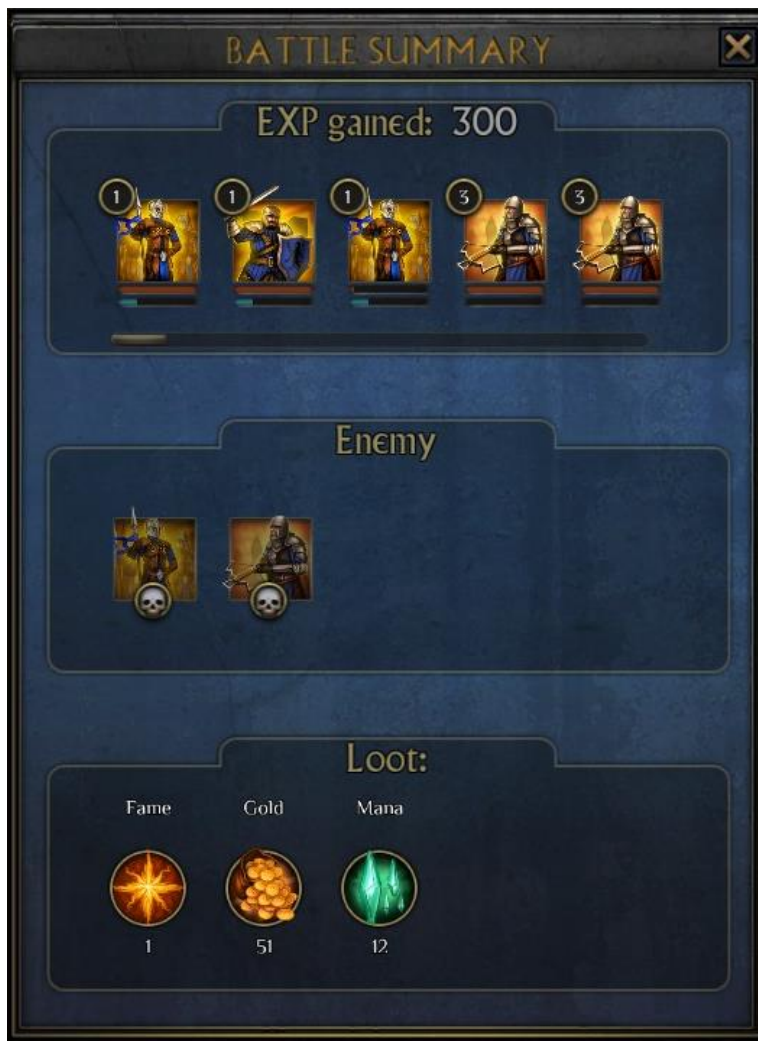 BATTLE SUMMARY
EXP gained: 300
1 1 1 3 3
Enemy
Loot:
Fame Gold Mana
1 51 12